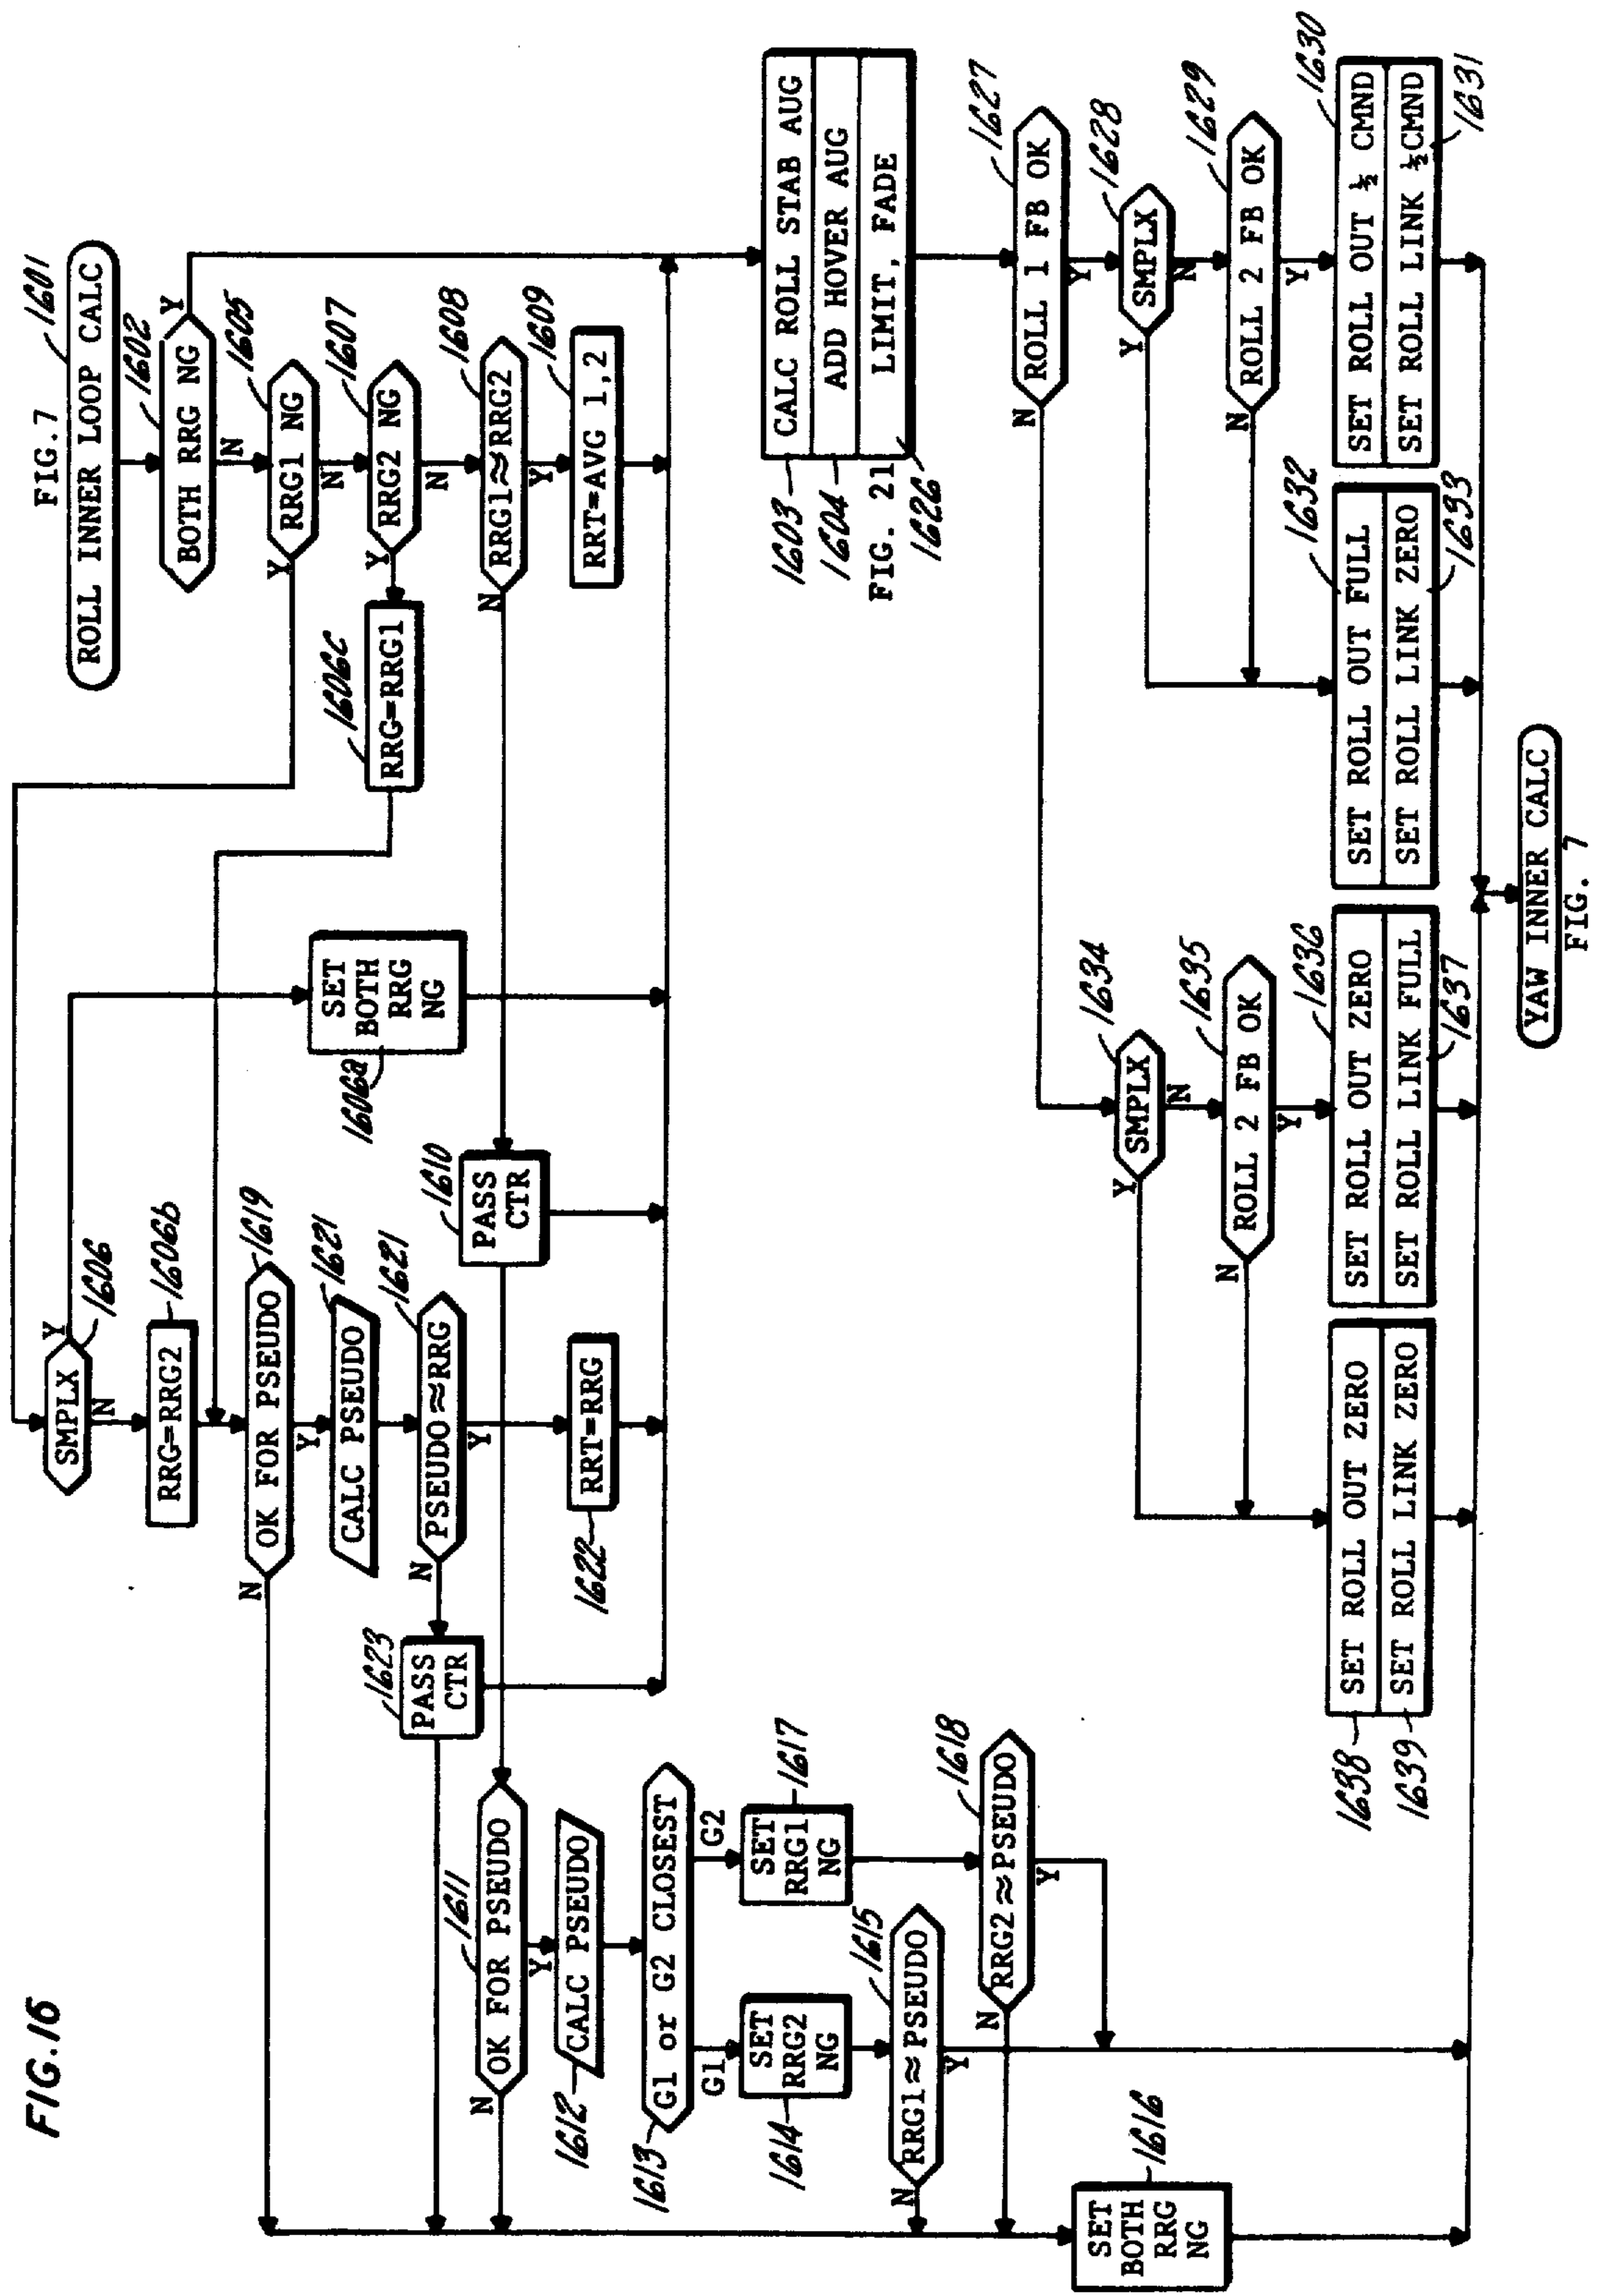 FIG.16
FIG.7
1601
ROLL INNER LOOP CALC
1602
BOTH RRG NG
Y
N
1605
RRG1 NG
Y
N
1607
RRG2 NG
Y
N
1606c
RRG=RRG1
1608
RRG1≈RRG2
N
Y
1609
RRT=AVG 1,2
SMPLX
Y
1606
N
RRG=RRG2
1606b
SET
BOTH
RRG
NG
1606a
1619
OK FOR PSEUDO
N
Y
1621
CALC PSEUDO
1621
PSEUDO≈RRG
N
Y
1610
PASS
CTR
1623
PASS
CTR
RRT=RRG
1622
1611
OK FOR PSEUDO
N
Y
CALC PSEUDO
1612
G1 or G2 CLOSEST
1613
G1
G2
SET
RRG2
NG
1614
SET
RRG1
NG
1617
1615
RRG1≈PSEUDO
N
Y
1618
RRG2≈PSEUDO
N
Y
SET
BOTH
RRG
NG
1616
CALC ROLL STAB AUG
1603
ADD HOVER AUG
1604
LIMIT, FADE
FIG. 21
1626
1627
ROLL 1 FB OK
N
Y
1628
SMPLX
Y
N
1629
ROLL 2 FB OK
N
Y
1630
SET ROLL OUT ½ CMND
SET ROLL LINK ½CMND
1631
1632
SET ROLL OUT FULL
SET ROLL LINK ZERO
1633
1634
SMPLX
Y
N
1635
ROLL 2 FB OK
N
Y
1636
SET ROLL OUT ZERO
SET ROLL LINK FULL
1637
SET ROLL OUT ZERO
SET ROLL LINK ZERO
1638
1639
YAW INNER CALC
FIG. 7